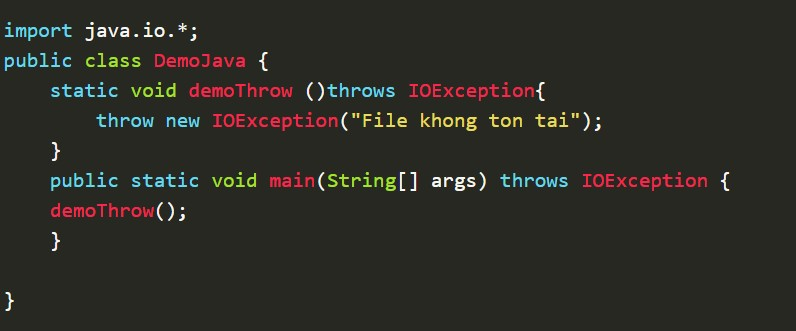 import java.io.*;
public class DemoJava {
    static void demoThrow ()throws IOException{
        throw new IOException("File khong ton tai");
    }
    public static void main(String[] args) throws IOException {
    demoThrow();
    }
}